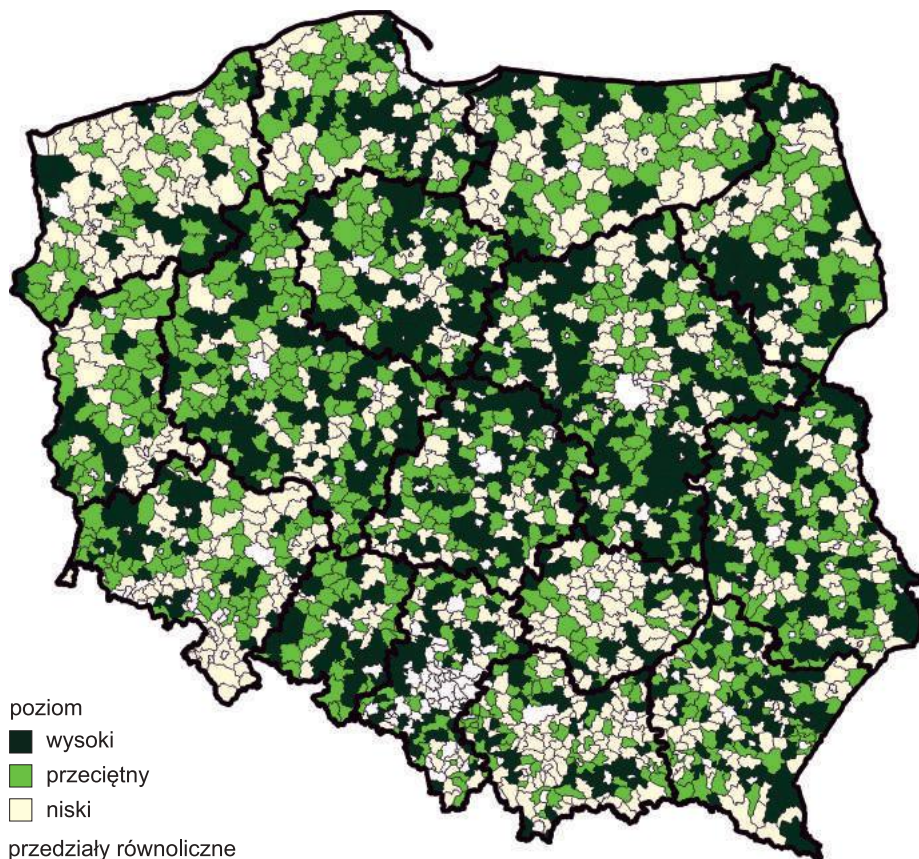 poziom
wysoki
przeciętny
niski
przedziały równoliczne